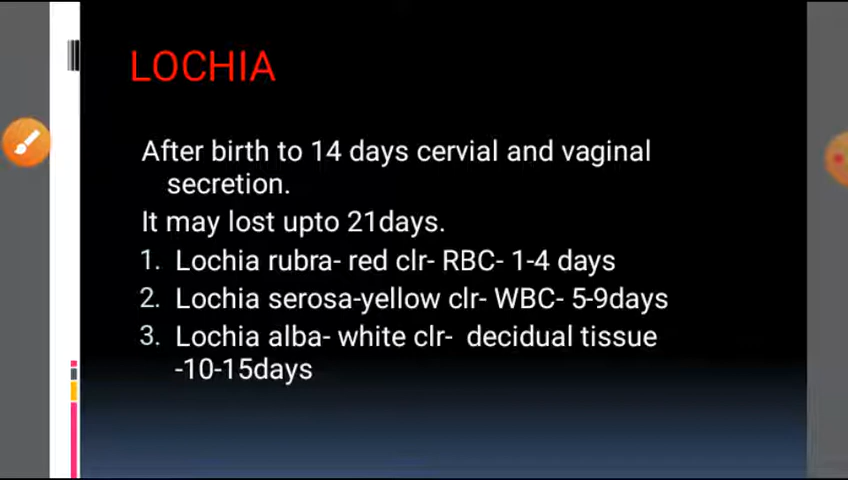 LOCHIA
After birth to 14 days cervial and vaginal
secretion.
It may lost upto 21days.
1. Lochia rubra- red clr- RBC- 1-4 days
2. Lochia serosa-yellow clr- WBC- 5-9days
3. Lochia alba- white clr- decidual tissue
-10-15days